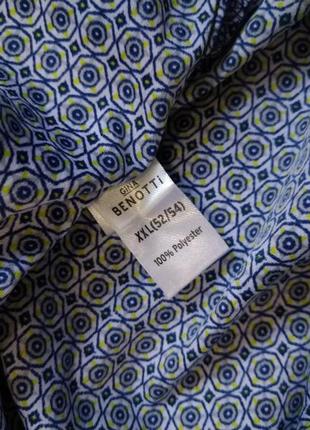 GINA
BENOTTi
XXL(52/54)
100% Polyester